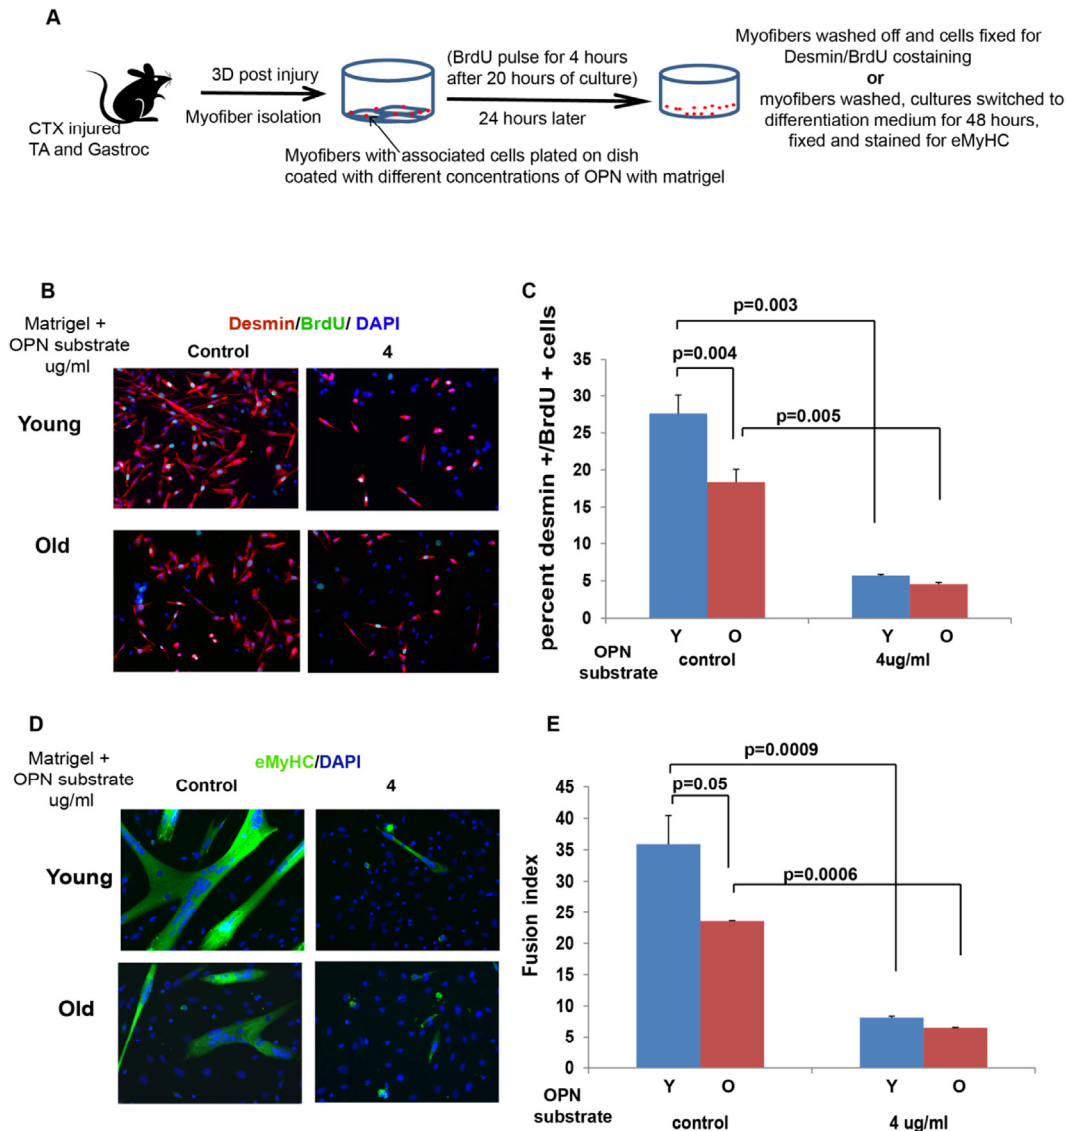 A
3D post injury
Myofiber isolation
CTX injured
TA and Gastroc
(BrdU pulse for 4 hours
after 20 hours of culture)
24 hours later
Myofibers with associated cells plated on dish
coated with different concentrations of OPN with matrigel
Myofibers washed off and cells fixed for
Desmin/BrdU costaining
or
myofibers washed, cultures switched to
differentiation medium for 48 hours,
fixed and stained for eMyHC
B
Matrigel +
OPN substrate
ug/ml
Desmin/BrdU/ DAPI
Control 4
Young
Old
C
p=0.003
p=0.004
p=0.005
percent desmin +/BrdU + cells
35
30
25
20
15
10
5
0
Y O Y O
OPN
substrate
control 4ug/ml
D
Matrigel +
OPN substrate
ug/ml
eMyHC/DAPI
Control 4
Young
Old
E
p=0.0009
p=0.05
p=0.0006
Fusion index
45
40
35
30
25
20
15
10
5
0
Y O Y O
OPN
substrate
control 4 ug/ml